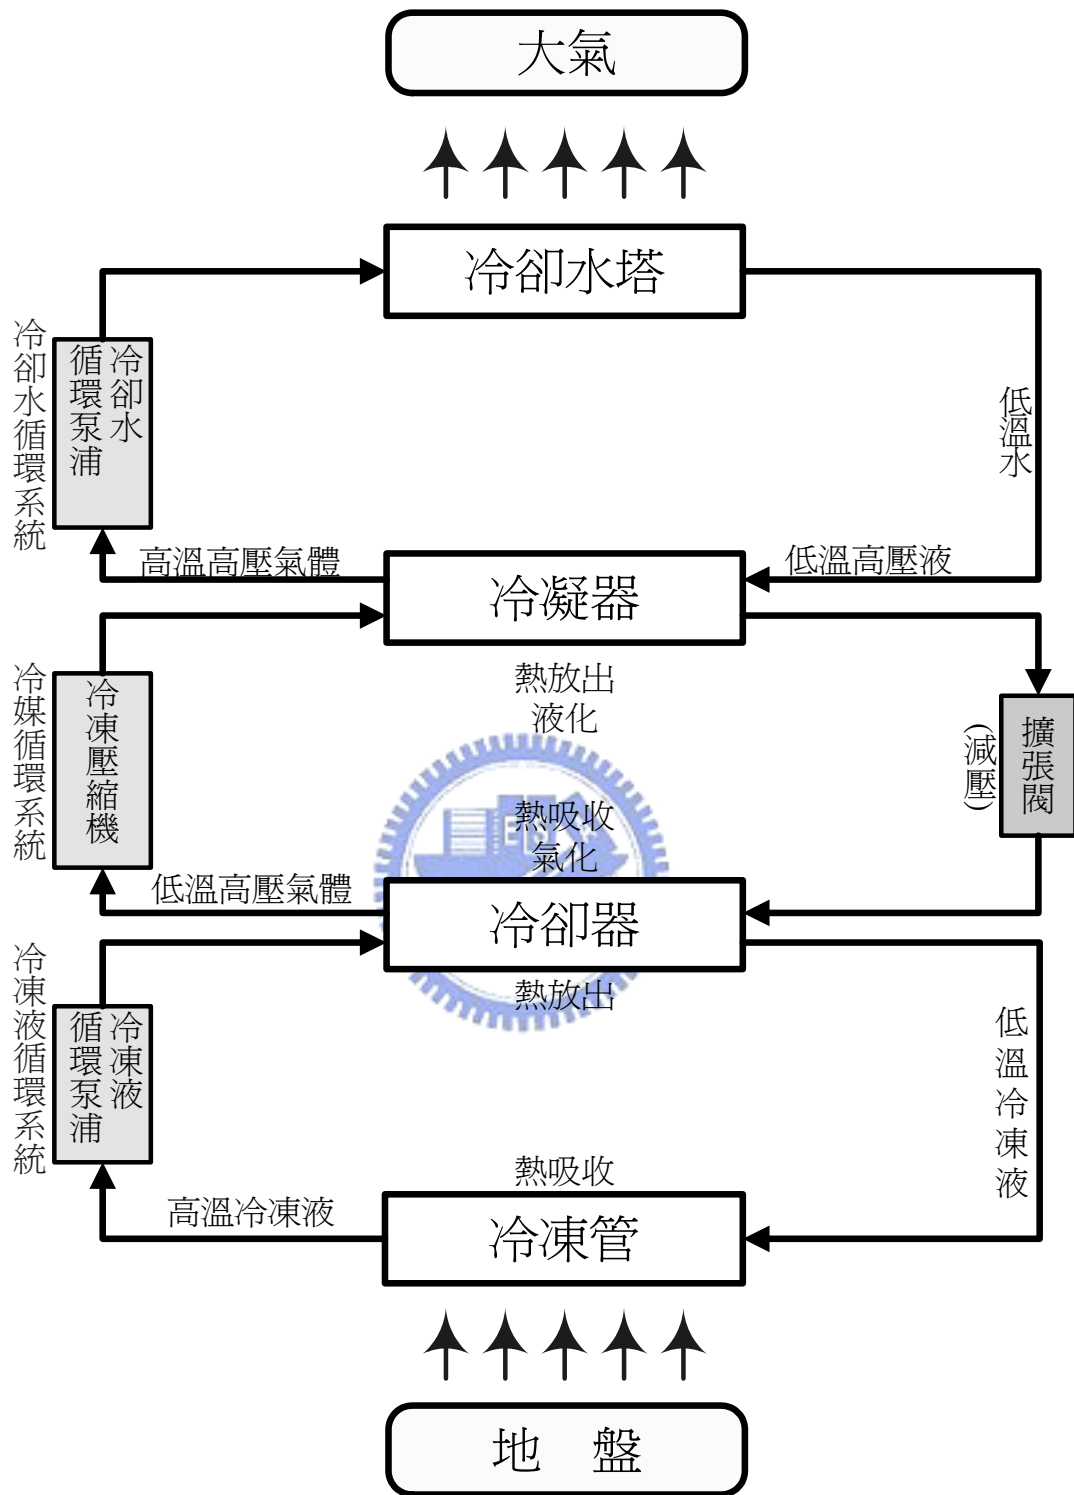 大氣
冷卻水塔
冷卻水循環系統
冷卻水
循環泵浦
低溫水
高溫高壓氣體
低溫高壓液
冷凝器
熱放出
液化
冷媒循環系統
冷凍壓縮機
擴張閥
(減壓)
熱吸收
氣化
低溫高壓氣體
冷卻器
熱放出
冷凍液循環系統
冷凍液
循環泵浦
低溫冷凍液
熱吸收
高溫冷凍液
冷凍管
地 盤